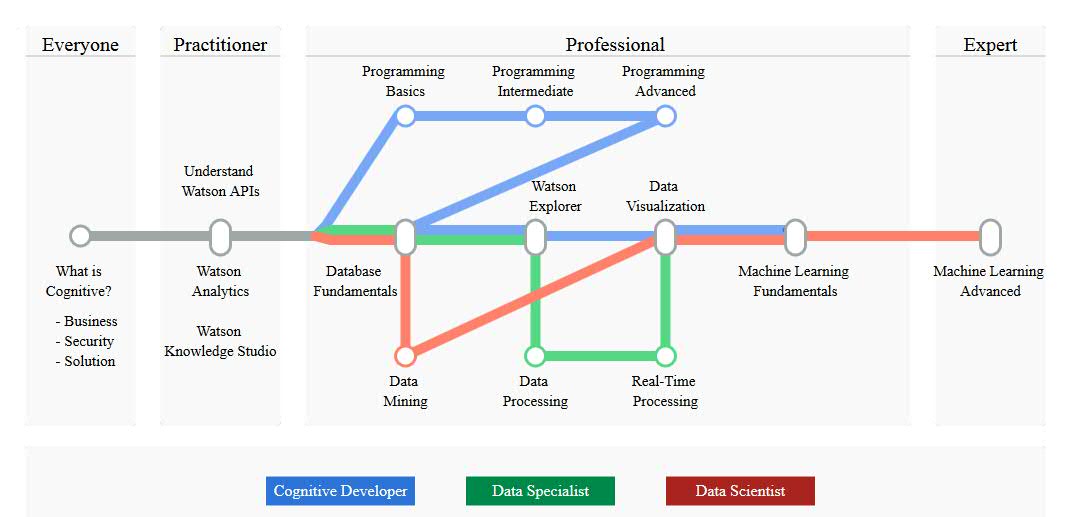 Everyone
Practitioner
Professional
Expert
Programming
Basics
Programming
Intermediate
Programming
Advanced
Understand
Watson APIs
Watson
Explorer
Data
Visualization
What is
Cognitive?
- Business
- Security
- Solution
Watson
Analytics
Watson
Knowledge Studio
Database
Fundamentals
Machine Learning
Fundamentals
Machine Learning
Advanced
Data
Mining
Data
Processing
Real-Time
Processing
Cognitive Developer
Data Specialist
Data Scientist